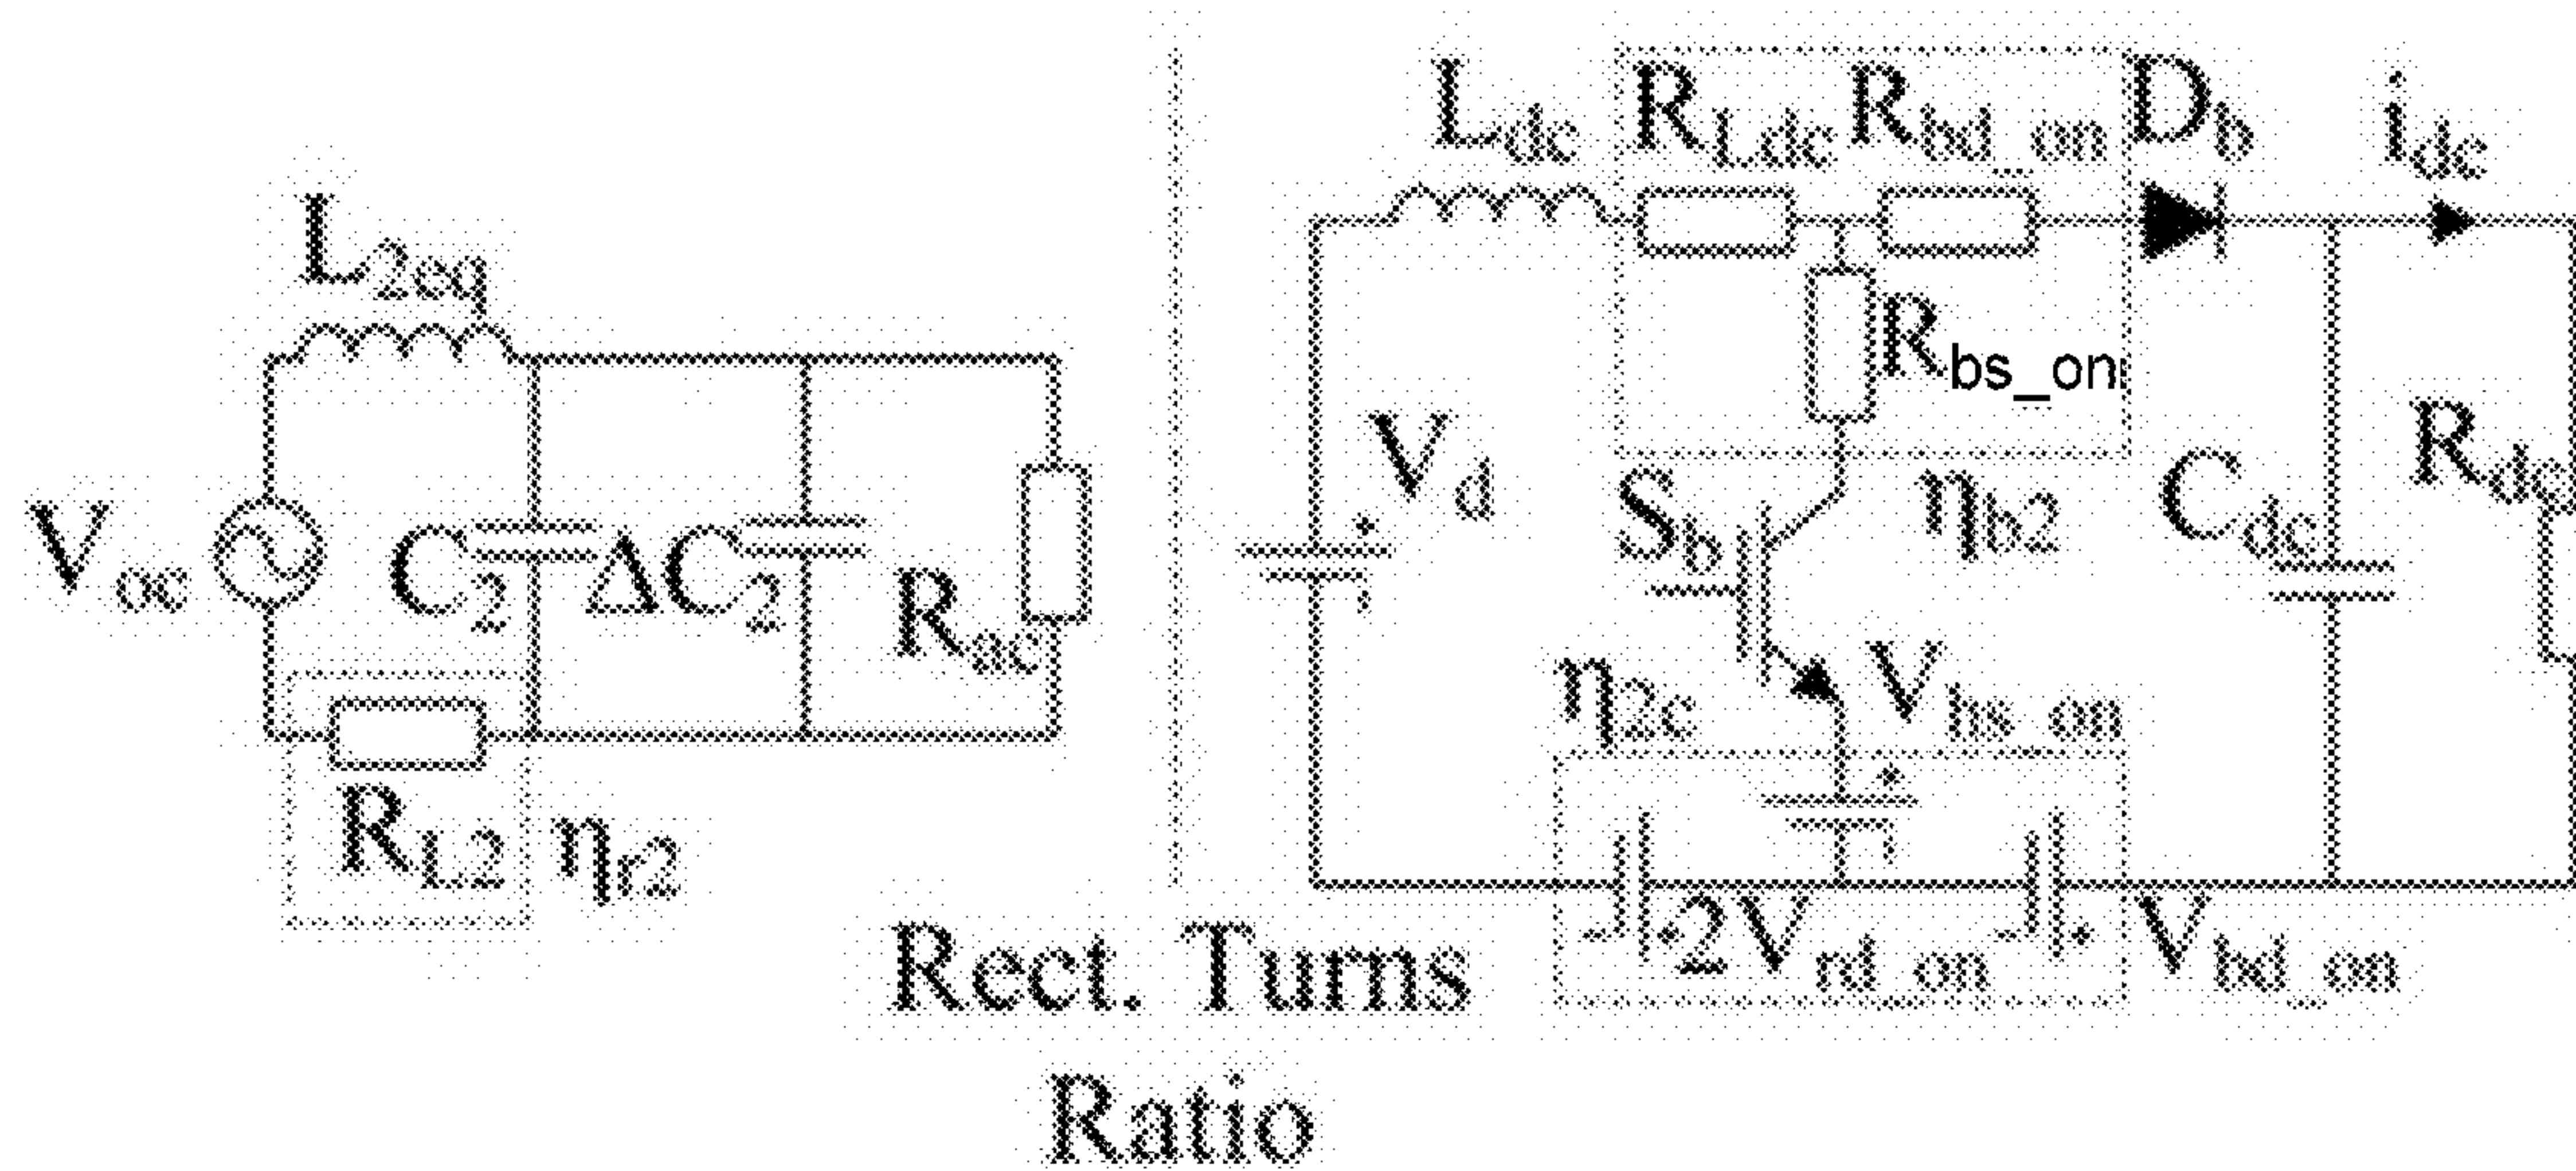 L2eq
Voc
C2
ΔC2
Rac
RL2
ηr2
Rect. Turns
Ratio
Ldc
RLdc
Rbd_on
Db
idc
Rbs_on
Vd
Sb
ηb2
Cdc
Rdc
η2c
Vbs_on
2Vrd_on
Vbd_on